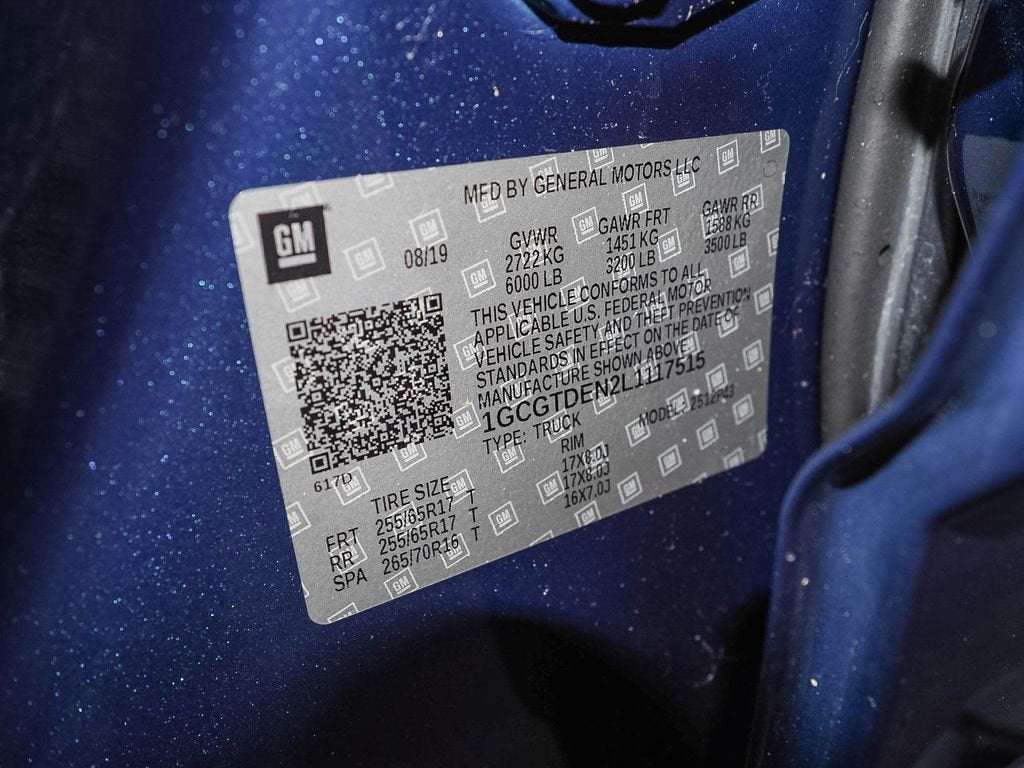 GM
MFD BY GENERAL MOTORS LLC
08/19
GVWR GAWR FRT GAWR RR
2722 KG 1451 KG 1588 KG
6000 LB 3200 LB 3500 LB
THIS VEHICLE CONFORMS TO ALL
APPLICABLE U.S. FEDERAL MOTOR
VEHICLE SAFETY AND THEFT PREVENTION
STANDARDS IN EFFECT ON THE DATE OF
MANUFACTURE SHOWN ABOVE.
1GCGTDEN2L1117515
TYPE: TRUCK MODEL:
617D
TIRE SIZE RIM
FRT 255/65R17 T 17X8.0J
RR 255/65R17 T 17X8.0J
SPA 265/70R16 T 16X7.0J